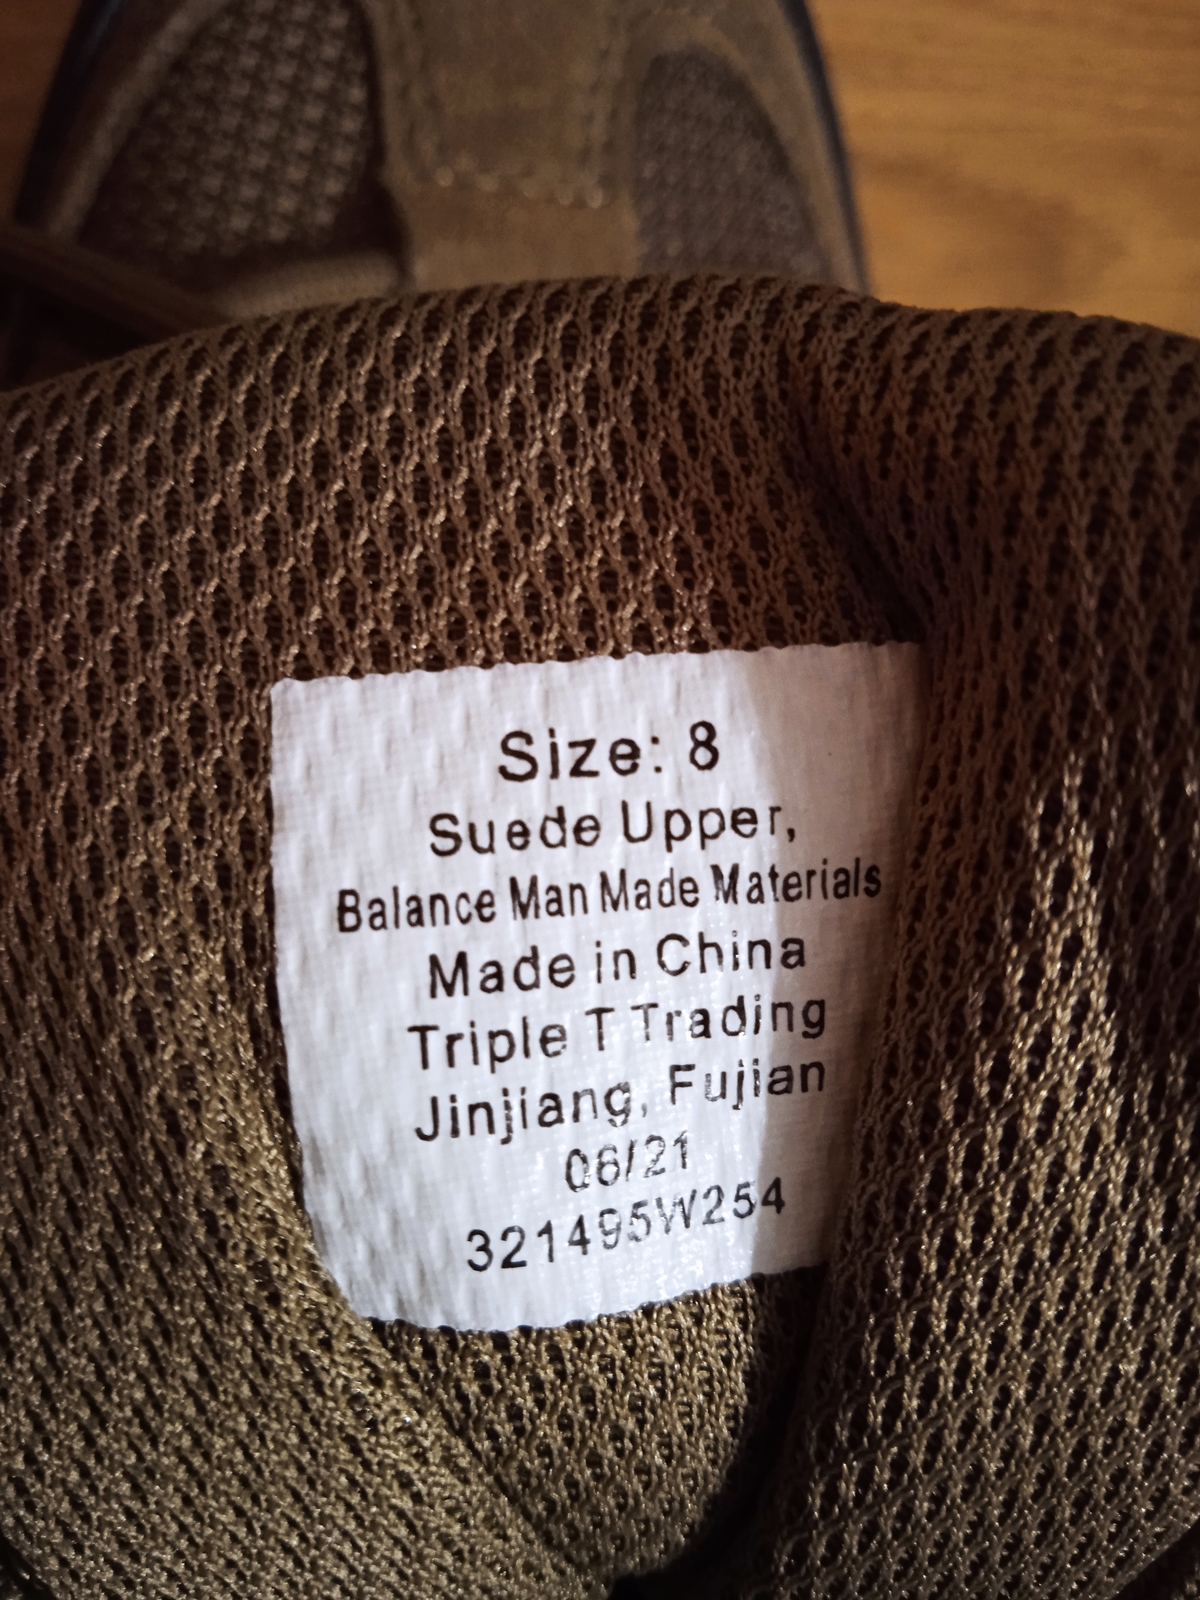 Size: 8
Suede Upper,
Balance Man Made Materials
Made in China
Triple T Trading
Jinjiang, Fujian
06/21
321495W254